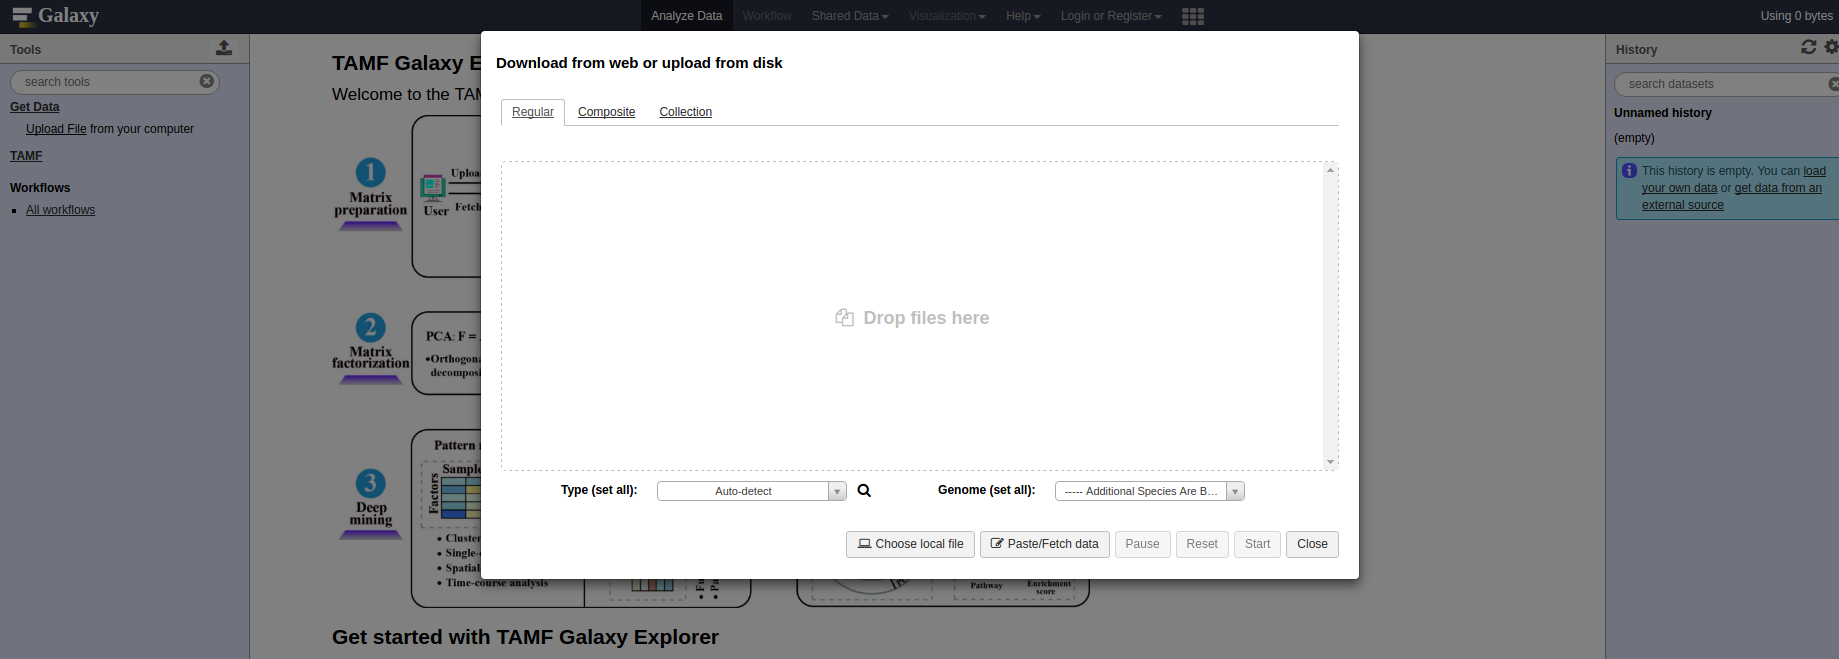 Galaxy
Analyze Data Workflow Shared Data Visualization Help Login or Register
Using 0 bytes
Tools
search tools
Get Data
Upload File from your computer
TAMF
Workflows
All workflows
TAMF Galaxy E
Welcome to the TAM
1
Matrix
preparation
User
Fetch
2
Matrix
factorization
PCA: F =
•Orthogona
decomposi
3
Deep
mining
Pattern
Sample
Factors
• Cluster
• Single-
• Spatial
• Time-course analysis
Pathway
Enrichment
score
Get started with TAMF Galaxy Explorer
Download from web or upload from disk
Regular Composite Collection
Drop files here
Type (set all): Auto-detect
Genome (set all): ----- Additional Species Are B...
Choose local file Paste/Fetch data Pause Reset Start Close
History
search datasets
Unnamed history
(empty)
This history is empty. You can load
your own data or get data from an
external source